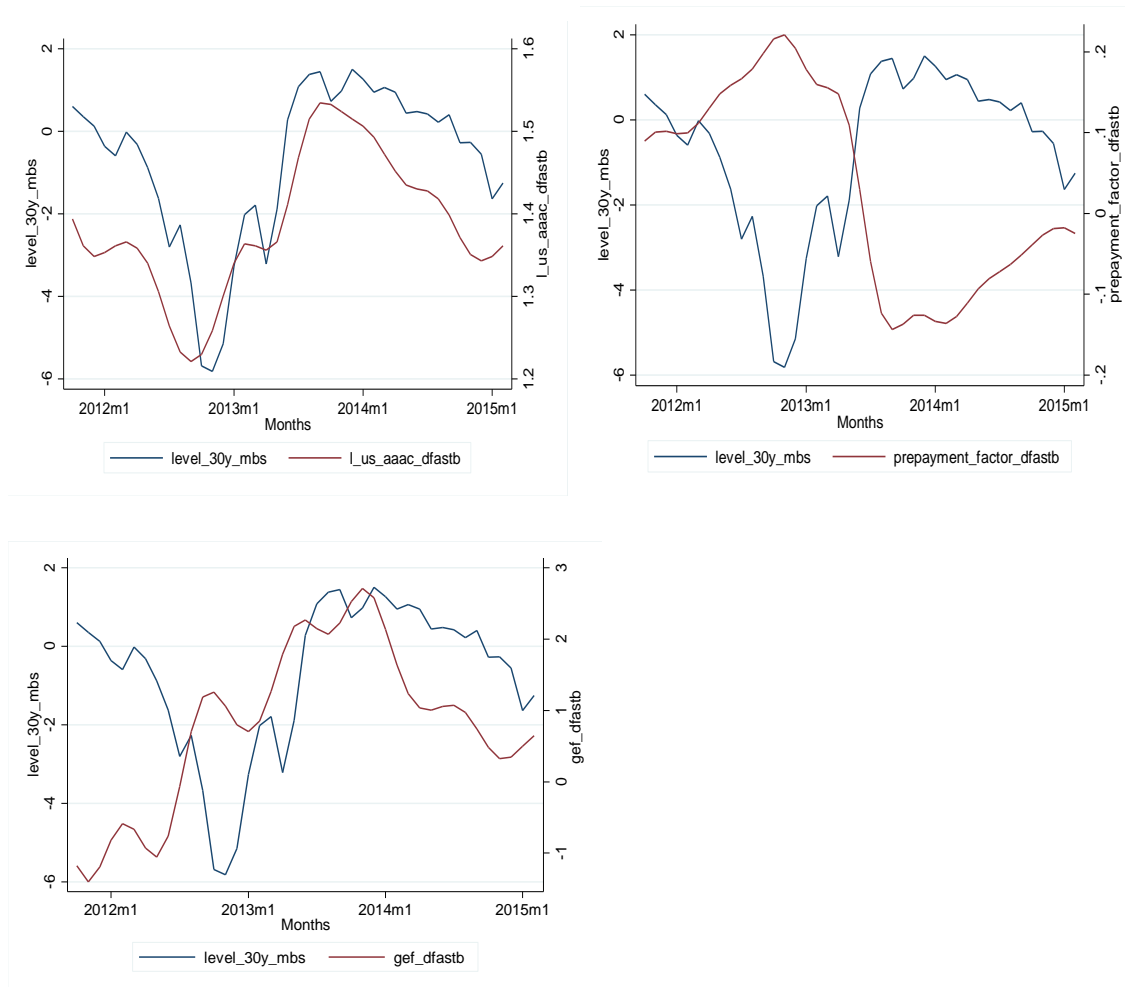 2
0
-2
-4
-6
level_30y_mbs
1.6
1.5
1.4
1.3
1.2
l_us_aaac_dfastb
2012m1 2013m1 2014m1 2015m1
Months
level_30y_mbs l_us_aaac_dfastb
2
0
-2
-4
-6
level_30y_mbs
.2
.1
0
-.1
-.2
prepayment_factor_dfastb
2012m1 2013m1 2014m1 2015m1
Months
level_30y_mbs prepayment_factor_dfastb
2
0
-2
-4
-6
level_30y_mbs
3
2
1
0
-1
gef_dfastb
2012m1 2013m1 2014m1 2015m1
Months
level_30y_mbs gef_dfastb